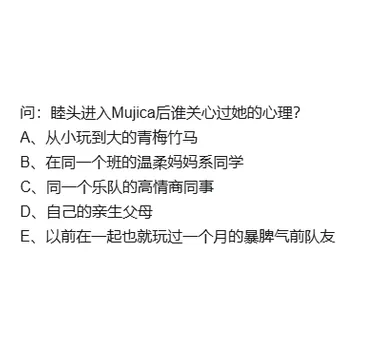 问：睦头进入Mujica后谁关心过她的心理？
A、从小玩到大的青梅竹马
B、在同一个班的温柔妈妈系同学
C、同一个乐队的高情商同事
D、自己的亲生父母
E、以前在一起也就玩过一个月的暴脾气前队友